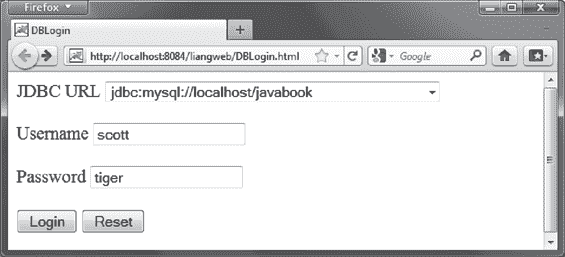 Firefox
DBLogin
http://localhost:8084/liangweb/DBLogin.html
Google
JDBC URL jdbc:mysql://localhost/javabook
Username scott
Password tiger
Login Reset